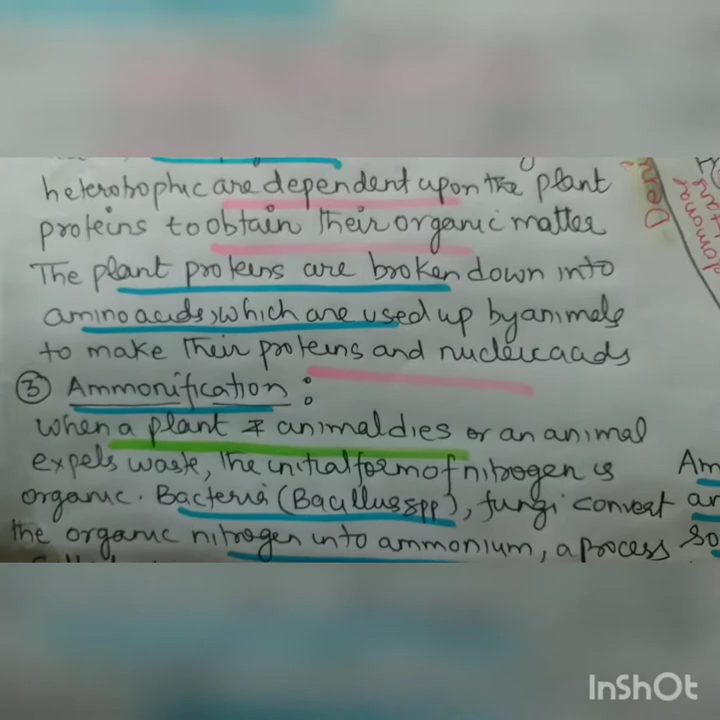 heterotrophic are dependent upon the plant
proteins to obtain their organic matter
The plant proteins are broken down into
amino acids, which are used up by animals
to make their proteins and nucleic acids
③ Ammonification :
when a plant & animal dies or an animal
expels waste, the initial form of nitrogen is
organic. Bacteria (Bacillus spp), fungi convert
the organic nitrogen into ammonium, a process
Am
ar
so
InShOt